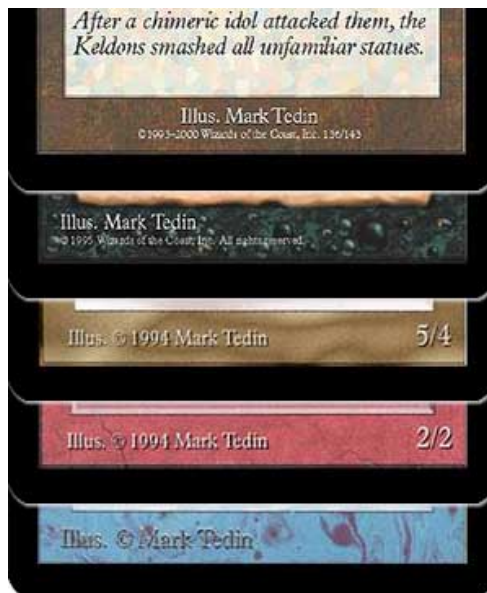 After a chimeric idol attacked them, the
Keldons smashed all unfamiliar statues.
Illus. Mark Tedin
©1993-2000 Wizards of the Coast, Inc. 136/143
Illus. Mark Tedin
© 1995 Wizards of the Coast, Inc. All rights reserved.
Illus. © 1994 Mark Tedin 5/4
Illus. © 1994 Mark Tedin 2/2
Illus. © Mark Tedin